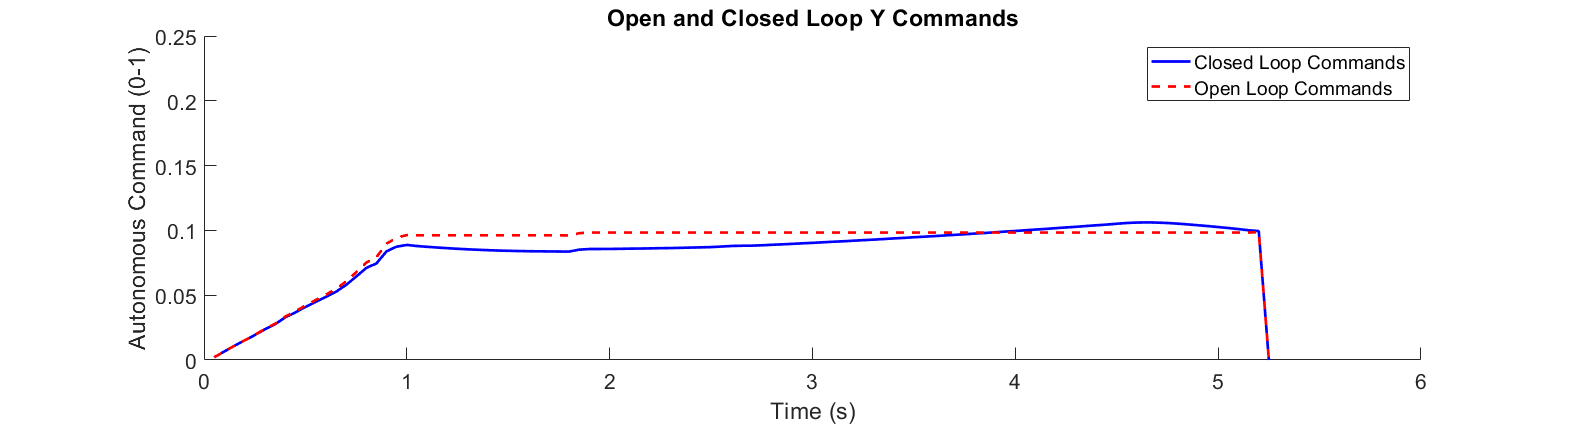 Open and Closed Loop Y Commands
Autonomous Command (0-1)
0.25
0.2
0.15
0.1
0.05
0
Closed Loop Commands
Open Loop Commands
0 1 2 3 4 5 6
Time (s)